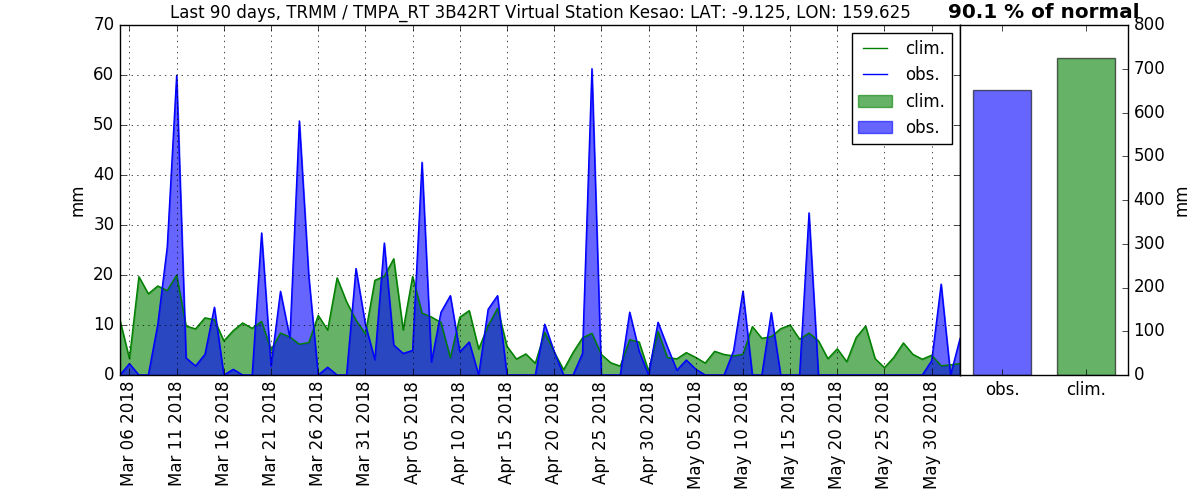 Last 90 days, TRMM / TMPA_RT 3B42RT Virtual Station Kesao: LAT: -9.125, LON: 159.625
90.1 % of normal
70
60
50
40
30
20
10
0
mm
clim.
obs.
clim.
obs.
800
700
600
500
400
300
200
100
0
mm
Mar 06 2018
Mar 11 2018
Mar 16 2018
Mar 21 2018
Mar 26 2018
Mar 31 2018
Apr 05 2018
Apr 10 2018
Apr 15 2018
Apr 20 2018
Apr 25 2018
Apr 30 2018
May 05 2018
May 10 2018
May 15 2018
May 20 2018
May 25 2018
May 30 2018
obs.
clim.